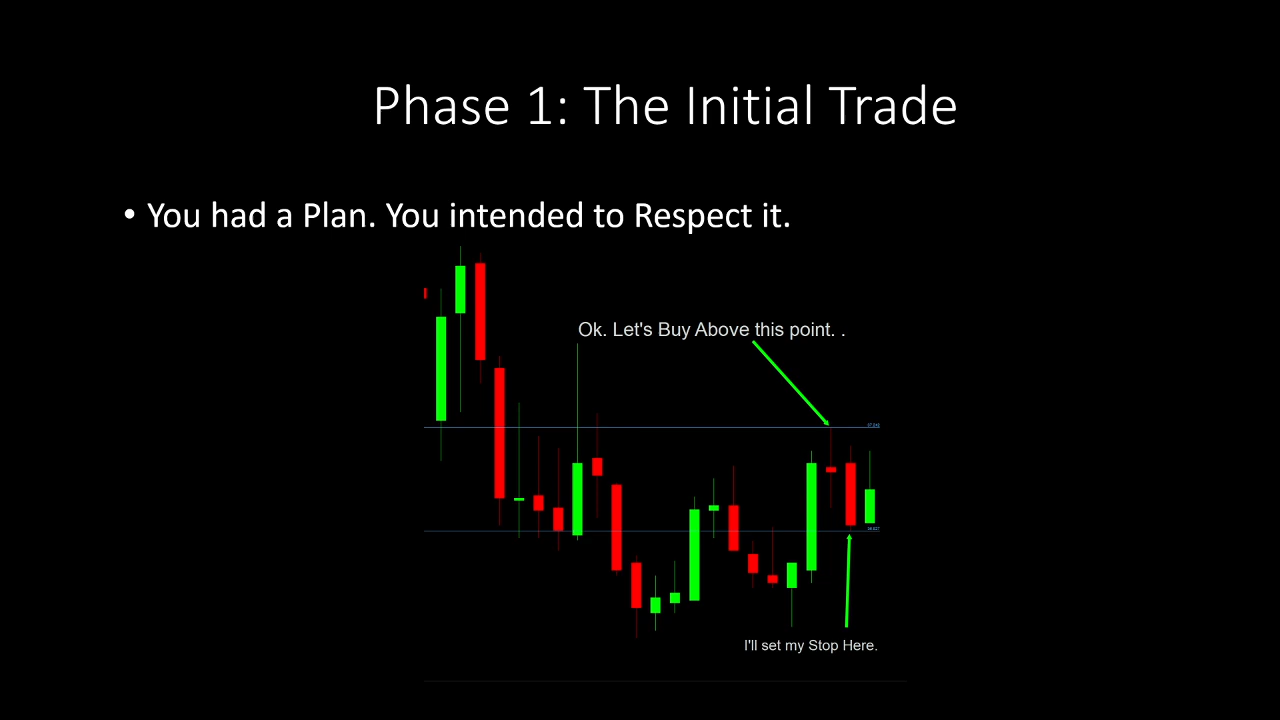 Phase 1: The Initial Trade
• You had a Plan. You intended to Respect it.
Ok. Let's Buy Above this point. .
I'll set my Stop Here.